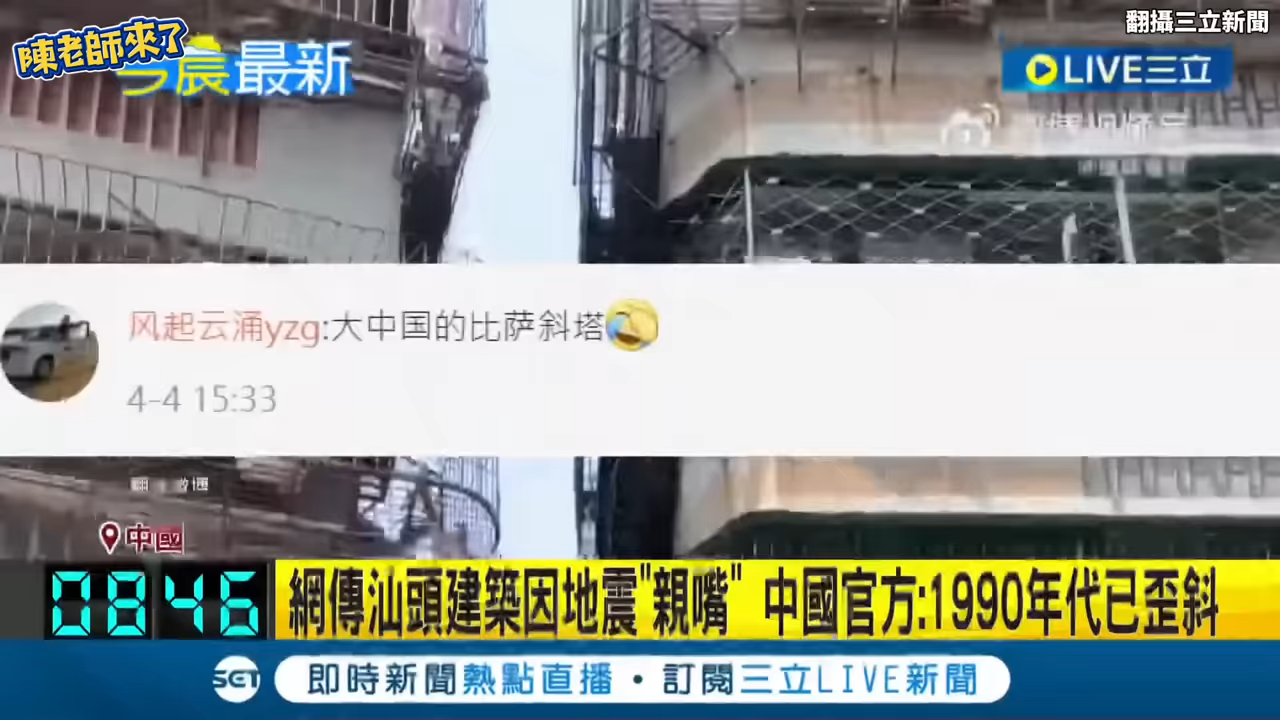 陳老師來了
今晨最新
翻攝三立新聞
LIVE三立
风起云涌yzg:大中国的比萨斜塔
4-4 15:33
中國
0846
網傳汕頭建築因地震"親嘴" 中國官方:1990年代已歪斜
SET
即時新聞熱點直播・訂閱三立LIVE新聞